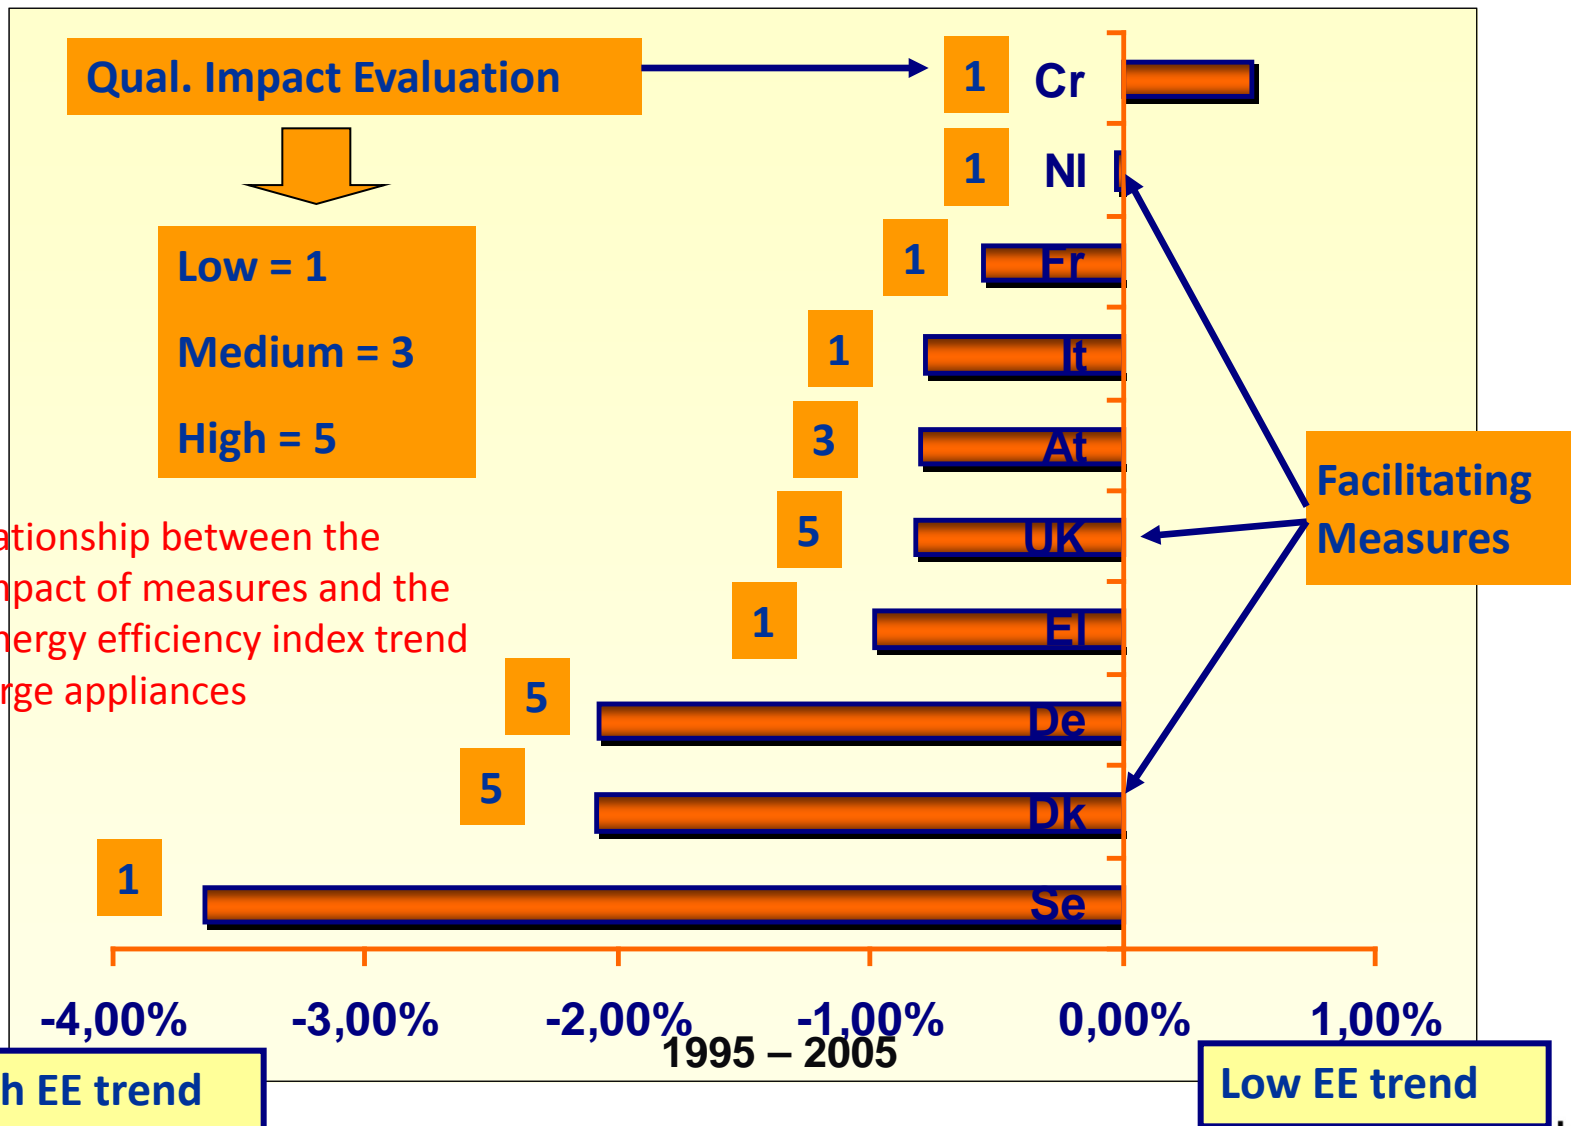 Qual. Impact Evaluation
1 Cr
1 Nl
Low = 1
1 Fr
Medium = 3
1 It
High = 5
3 At
Facilitating
Measures
5 UK
ationship between the
npact of measures and the
nergy efficiency index trend
rge appliances
1 El
5 De
5 Dk
1 Se
-4,00% -3,00% -2,00% -1,00% 0,00% 1,00%
1995 – 2005
h EE trend
Low EE trend
.